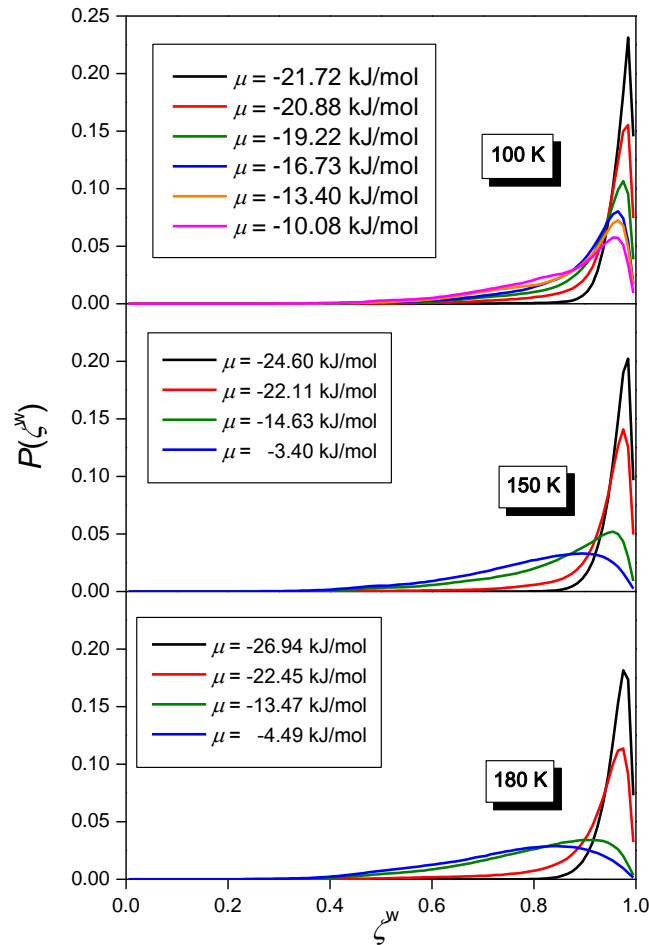 0.25
0.20
0.15
0.10
0.05
0.00
μ = -21.72 kJ/mol
μ = -20.88 kJ/mol
μ = -19.22 kJ/mol
μ = -16.73 kJ/mol
μ = -13.40 kJ/mol
μ = -10.08 kJ/mol
100 K
P(ζʷ)
0.20
0.15
0.10
0.05
0.00
μ = -24.60 kJ/mol
μ = -22.11 kJ/mol
μ = -14.63 kJ/mol
μ = -3.40 kJ/mol
150 K
0.20
0.15
0.10
0.05
0.00
μ = -26.94 kJ/mol
μ = -22.45 kJ/mol
μ = -13.47 kJ/mol
μ = -4.49 kJ/mol
180 K
0.0 0.2 0.4 0.6 0.8 1.0
ζʷ